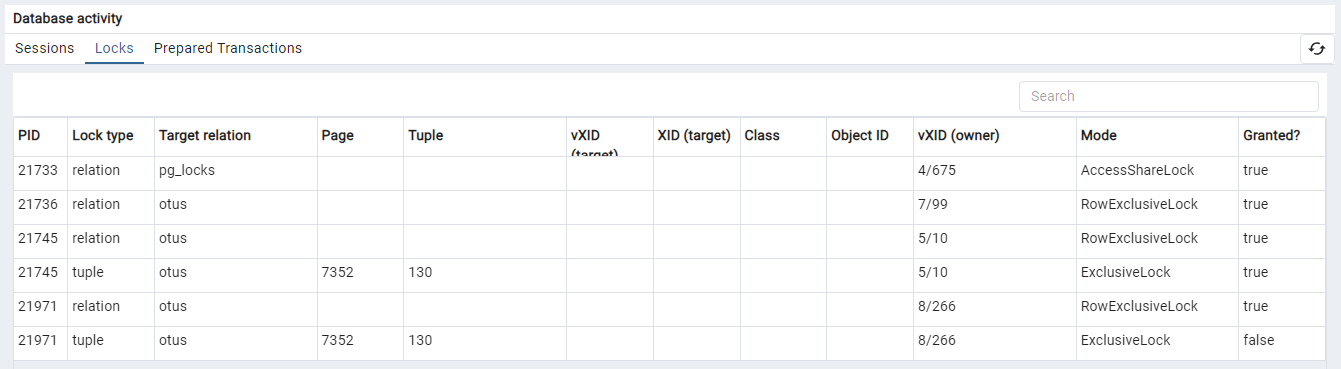 Database activity
Sessions Locks Prepared Transactions
Search
PID Lock type Target relation Page Tuple vXID (target) XID (target) Class Object ID vXID (owner) Mode Granted?
21733 relation pg_locks 4/675 AccessShareLock true
21736 relation otus 7/99 RowExclusiveLock true
21745 relation otus 5/10 RowExclusiveLock true
21745 tuple otus 7352 130 5/10 ExclusiveLock true
21971 relation otus 8/266 RowExclusiveLock true
21971 tuple otus 7352 130 8/266 ExclusiveLock false